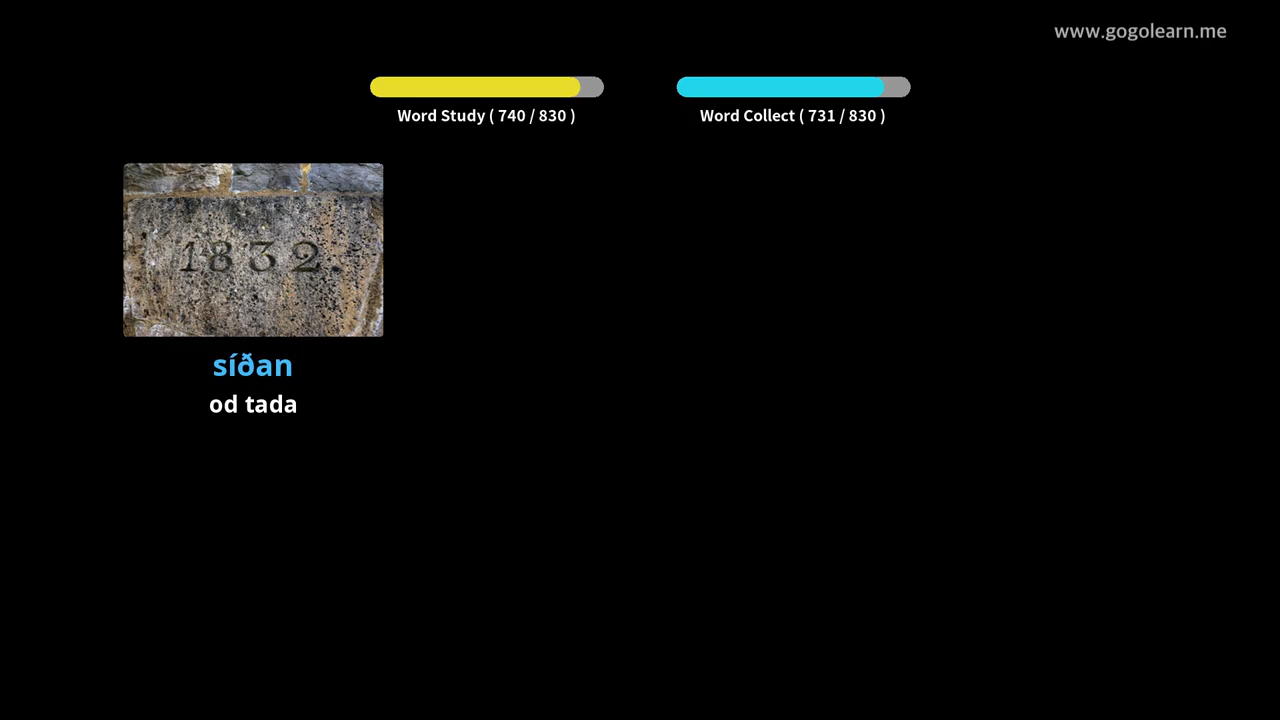 www.gogolearn.me
Word Study ( 740 / 830 )
Word Collect ( 731 / 830 )
1832.
síðan
od tada